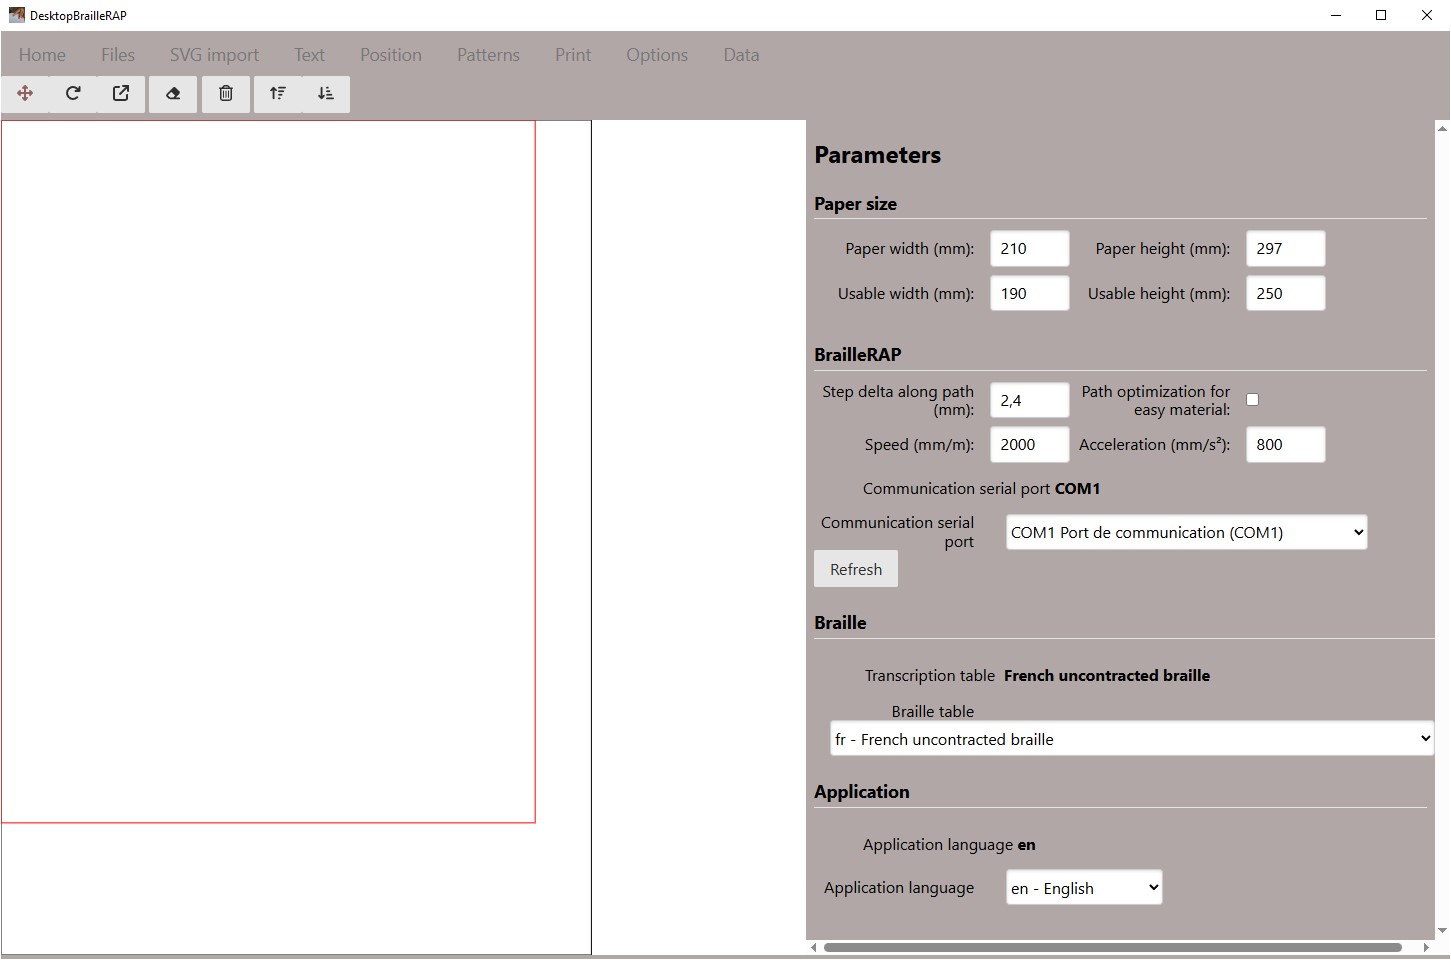 DesktopBrailleRAP
Home Files SVG import Text Position Patterns Print Options Data
Parameters
Paper size
Paper width (mm): 210 Paper height (mm): 297
Usable width (mm): 190 Usable height (mm): 250
BrailleRAP
Step delta along path (mm): 2,4 Path optimization for easy material:
Speed (mm/m): 2000 Acceleration (mm/s²): 800
Communication serial port COM1
Communication serial port COM1 Port de communication (COM1)
Refresh
Braille
Transcription table French uncontracted braille
Braille table
fr - French uncontracted braille
Application
Application language en
Application language en - English